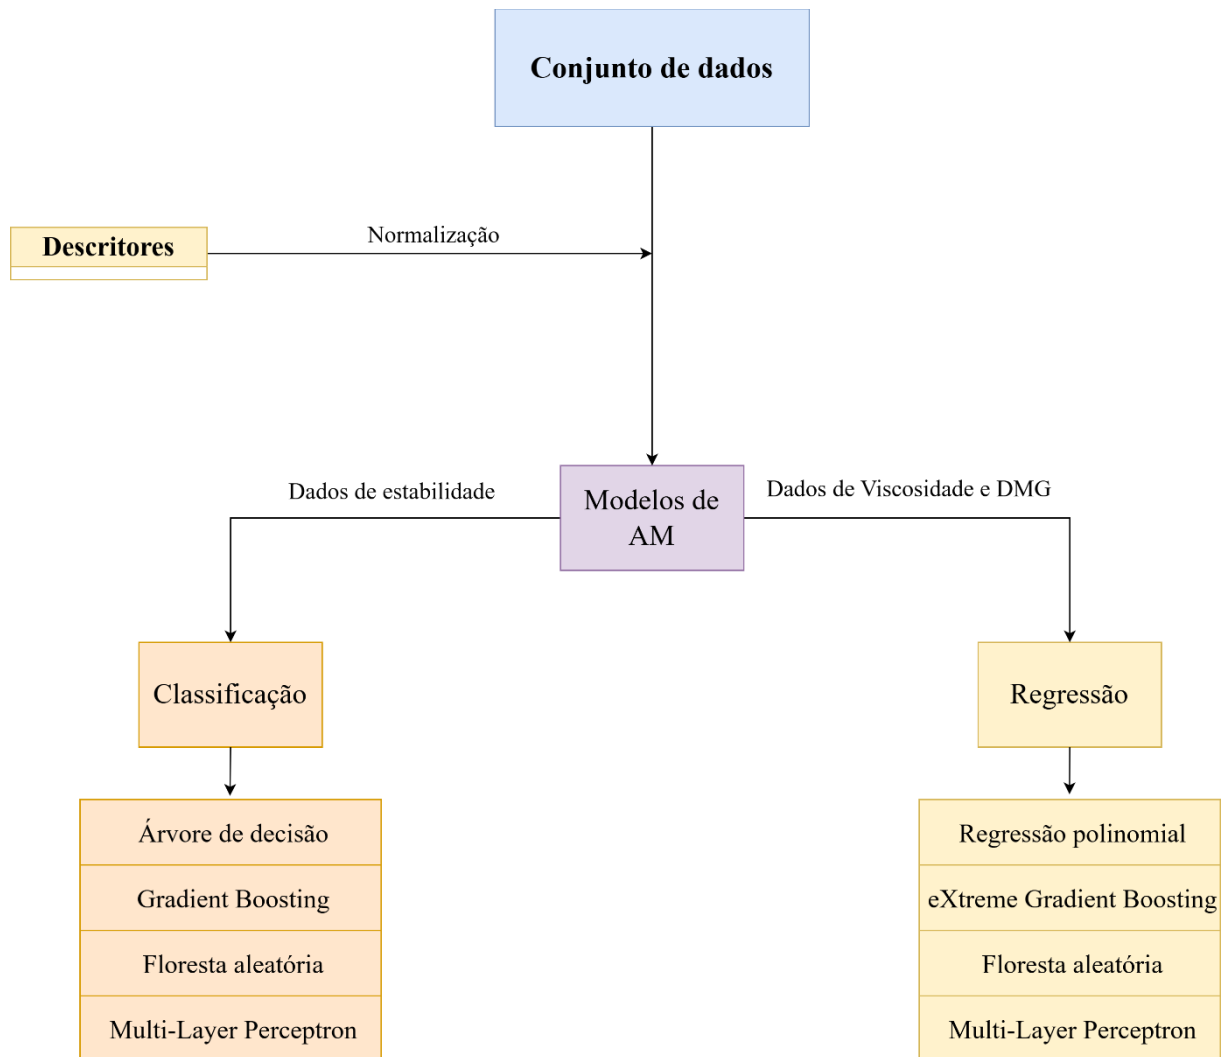 Conjunto de dados
Normalização
Descritores
Dados de estabilidade
Modelos de
AM
Dados de Viscosidade e DMG
Classificação
Regressão
Árvore de decisão
Gradient Boosting
Floresta aleatória
Multi-Layer Perceptron
Regressão polinomial
eXtreme Gradient Boosting
Floresta aleatória
Multi-Layer Perceptron